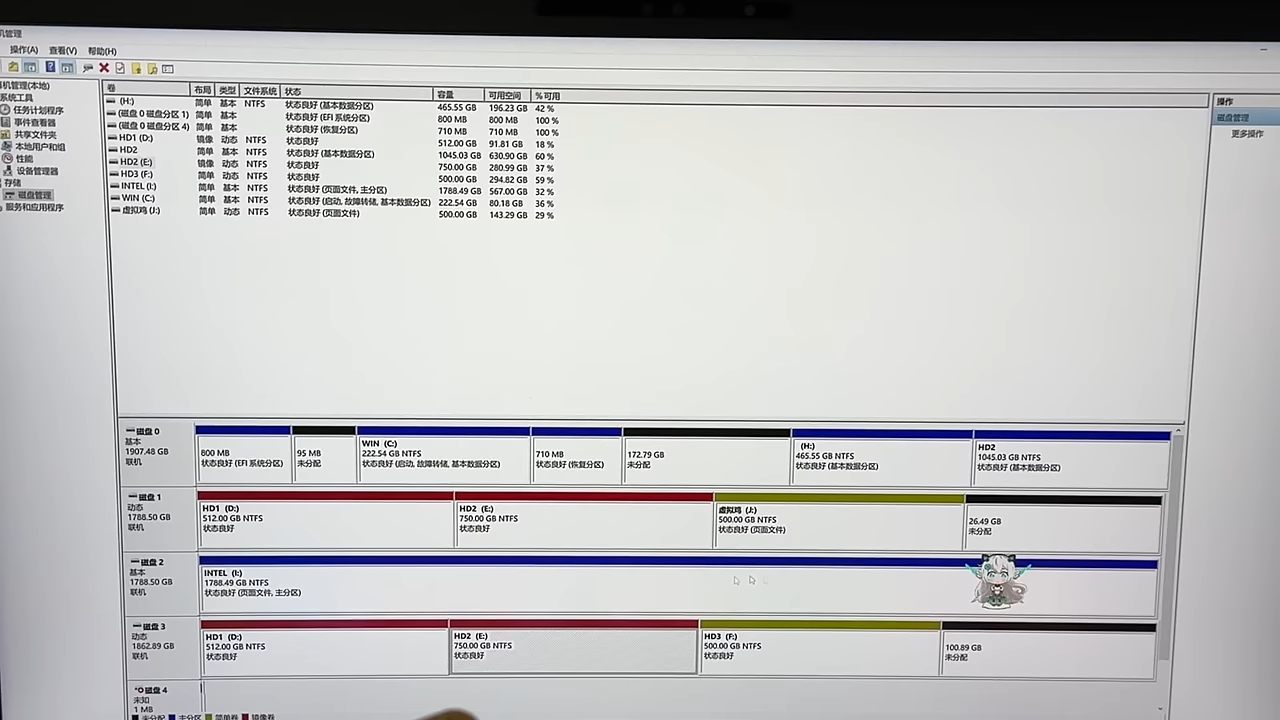 机管理
操作(A) 查看(V) 帮助(H)
机管理(本地)
系统工具
任务计划程序
事件查看器
共享文件夹
本地用户和组
性能
设备管理器
存储
磁盘管理
服务和应用程序
卷 布局 类型 文件系统 状态 容量 可用空间 % 可用
(H:) 简单 基本 NTFS 状态良好 (基本数据分区) 465.55 GB 196.23 GB 42 %
(磁盘 0 磁盘分区 1) 简单 基本 状态良好 (EFI 系统分区) 800 MB 800 MB 100 %
(磁盘 0 磁盘分区 4) 简单 基本 状态良好 (恢复分区) 710 MB 710 MB 100 %
HD1 (D:) 镜像 动态 NTFS 状态良好 512.00 GB 91.81 GB 18 %
HD2 简单 基本 NTFS 状态良好 (基本数据分区) 1045.03 GB 630.90 GB 60 %
HD2 (E:) 镜像 动态 NTFS 状态良好 750.00 GB 280.99 GB 37 %
HD3 (F:) 简单 动态 NTFS 状态良好 500.00 GB 294.82 GB 59 %
INTEL (I:) 简单 基本 NTFS 状态良好 (页面文件, 主分区) 1788.49 GB 567.00 GB 32 %
WIN (C:) 简单 基本 NTFS 状态良好 (启动, 故障转储, 基本数据分区) 222.54 GB 80.18 GB 36 %
虚拟鸡 (J:) 简单 动态 NTFS 状态良好 (页面文件) 500.00 GB 143.29 GB 29 %
操作
磁盘管理
更多操作
磁盘 0
基本
1907.48 GB
联机
800 MB
状态良好 (EFI 系统分区)
95 MB
未分配
WIN (C:)
222.54 GB NTFS
状态良好 (启动, 故障转储, 基本数据分区)
710 MB
状态良好 (恢复分区)
172.79 GB
未分配
(H:)
465.55 GB NTFS
状态良好 (基本数据分区)
HD2
1045.03 GB NTFS
状态良好 (基本数据分区)
磁盘 1
动态
1788.50 GB
联机
HD1 (D:)
512.00 GB NTFS
状态良好
HD2 (E:)
750.00 GB NTFS
状态良好
虚拟鸡 (J:)
500.00 GB NTFS
状态良好 (页面文件)
26.49 GB
未分配
磁盘 2
基本
1788.50 GB
联机
INTEL (I:)
1788.49 GB NTFS
状态良好 (页面文件, 主分区)
磁盘 3
动态
1862.89 GB
联机
HD1 (D:)
512.00 GB NTFS
状态良好
HD2 (E:)
750.00 GB NTFS
状态良好
HD3 (F:)
500.00 GB NTFS
状态良好
100.89 GB
未分配
磁盘 4
未知
1 MB
未分配 主分区 简单卷 镜像卷